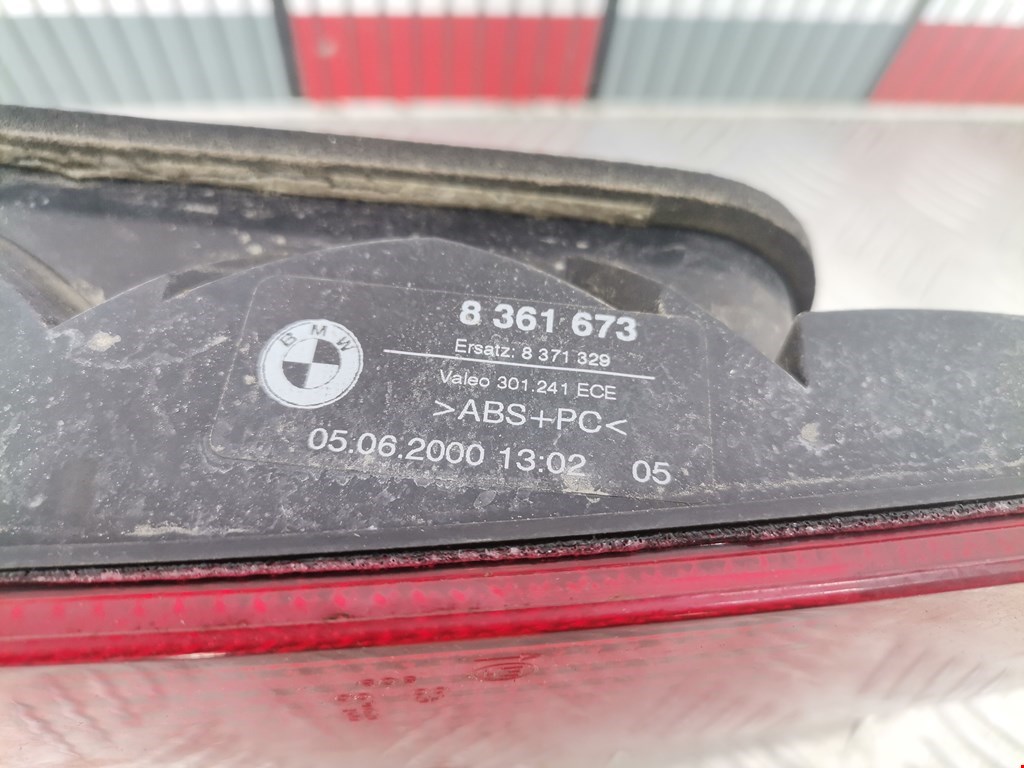 BMW
8 361 673
Ersatz: 8 371 329
Valeo 301.241 ECE
>ABS+PC<
05.06.2000 13:02 05